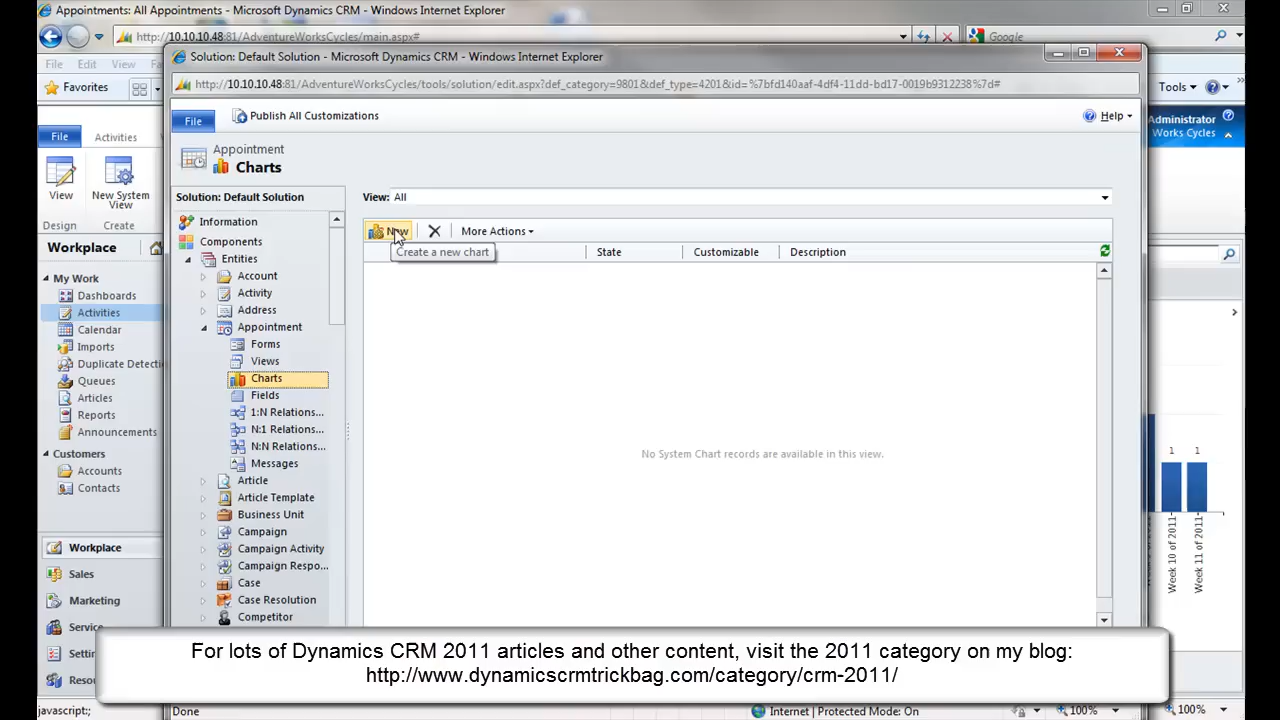 Appointments: All Appointments - Microsoft Dynamics CRM - Windows Internet Explorer
http://10.10.10.48:81/AdventureWorksCycles/main.aspx#
Google
File Edit View
Favorites
Tools
Solution: Default Solution - Microsoft Dynamics CRM - Windows Internet Explorer
http://10.10.10.48:81/AdventureWorksCycles/tools/solution/edit.aspx?def_category=9801&def_type=4201&id=%7bfd140aaf-4df4-11dd-bd17-0019b9312238%7d#
File
Publish All Customizations
Help
Appointment
Charts
Solution: Default Solution
Information
Components
Entities
Account
Activity
Address
Appointment
Forms
Views
Charts
Fields
1:N Relations...
N:1 Relations...
N:N Relations...
Messages
Article
Article Template
Business Unit
Campaign
Campaign Activity
Campaign Respo...
Case
Case Resolution
Competitor
View: All
New
More Actions
Create a new chart
State
Customizable
Description
No System Chart records are available in this view.
File
Activities
View
New System
View
Design
Create
Workplace
My Work
Dashboards
Activities
Calendar
Imports
Duplicate Detecti
Queues
Articles
Reports
Announcements
Customers
Accounts
Contacts
Workplace
Sales
Marketing
Service
Setti
Resou
Administrator
Works Cycles
1 1
Week 10 of 2011
Week 11 of 2011
For lots of Dynamics CRM 2011 articles and other content, visit the 2011 category on my blog:
http://www.dynamicscrmtrickbag.com/category/crm-2011/
javascript:;
Done
Internet | Protected Mode: On
100%
100%